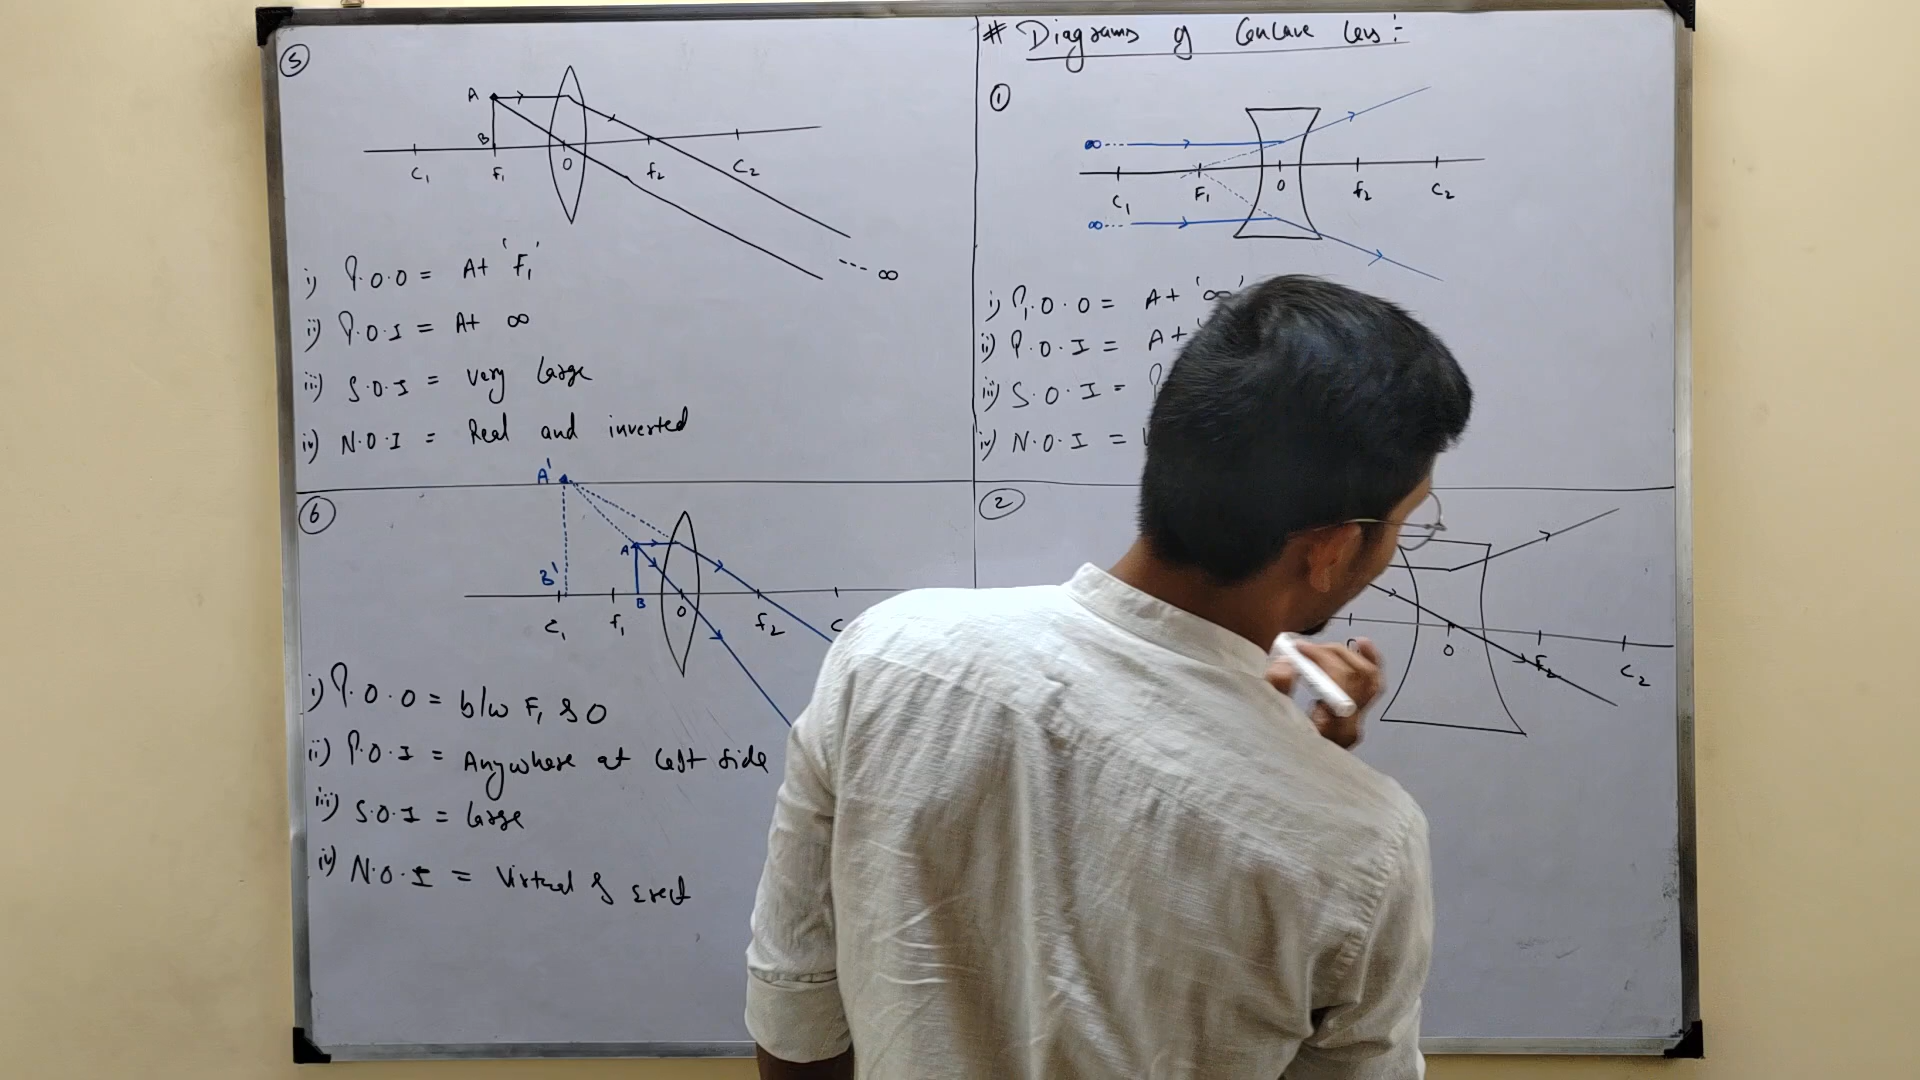 5
A
B
C₁ F₁ O f₂ C₂
∞
i) P.O.O = At 'F₁'
ii) P.O.I = At ∞
iii) S.O.I = very large
iv) N.O.I = Real and inverted
6
A'
A
B'
B
C₁ f₁ O f₂ C
i) P.O.O = b/w F₁ & O
ii) P.O.I = Anywhere at left side
iii) S.O.I = large
iv) N.O.I = Virtual & Erect
# Diagrams of Concave lens :-
1
∞
C₁ F₁ O f₂ C₂
∞
i) P.O.O = At '∞'
ii) P.O.I = At
iii) S.O.I =
iv) N.O.I =
2
O F₂ C₂